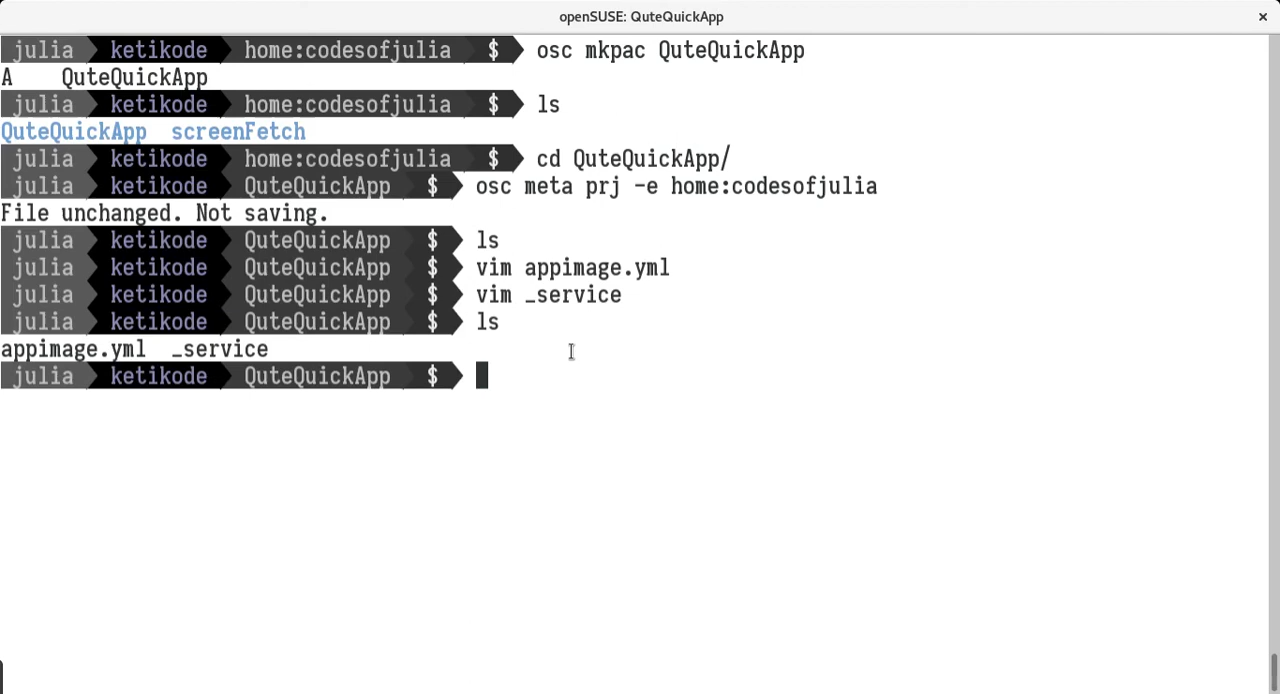 openSUSE: QuteQuickApp ×
julia ketikode home:codesofjulia $ osc mkpac QuteQuickApp
A QuteQuickApp
julia ketikode home:codesofjulia $ ls
QuteQuickApp screenFetch
julia ketikode home:codesofjulia $ cd QuteQuickApp/
julia ketikode QuteQuickApp $ osc meta prj -e home:codesofjulia
File unchanged. Not saving.
julia ketikode QuteQuickApp $ ls
julia ketikode QuteQuickApp $ vim appimage.yml
julia ketikode QuteQuickApp $ vim _service
julia ketikode QuteQuickApp $ ls
appimage.yml _service
julia ketikode QuteQuickApp $